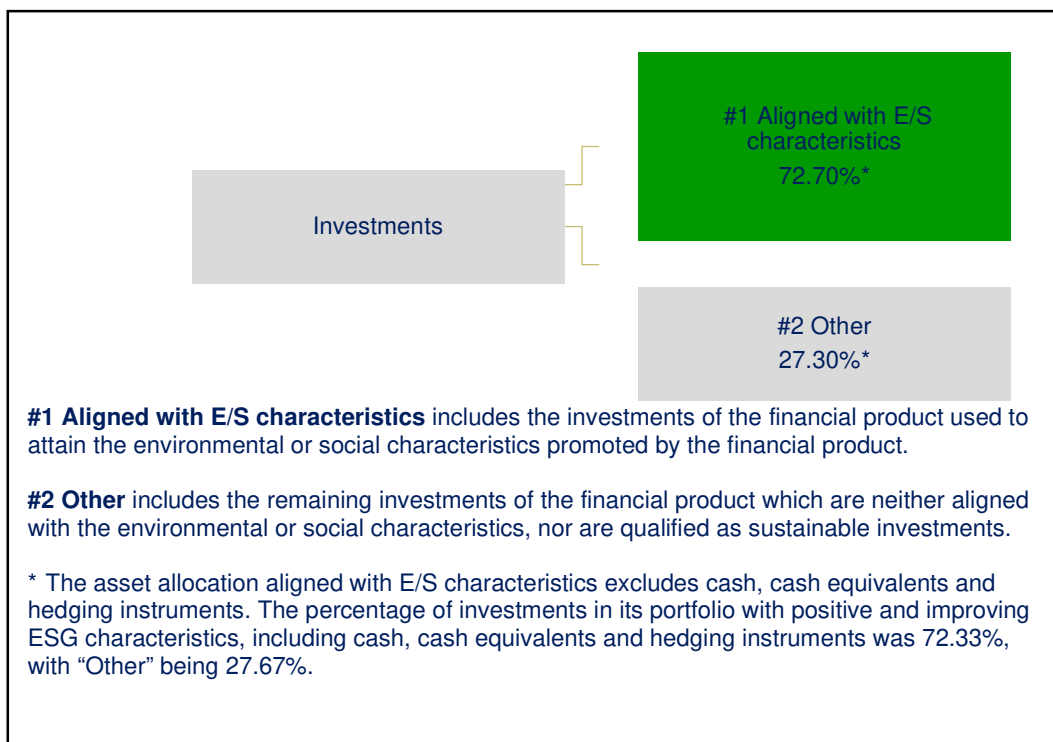 #1 Aligned with E/S
characteristics
72.70%*
Investments
#2 Other
27.30%*
#1 Aligned with E/S characteristics includes the investments of the financial product used to
attain the environmental or social characteristics promoted by the financial product.
#2 Other includes the remaining investments of the financial product which are neither aligned
with the environmental or social characteristics, nor are qualified as sustainable investments.
* The asset allocation aligned with E/S characteristics excludes cash, cash equivalents and
hedging instruments. The percentage of investments in its portfolio with positive and improving
ESG characteristics, including cash, cash equivalents and hedging instruments was 72.33%,
with “Other” being 27.67%.